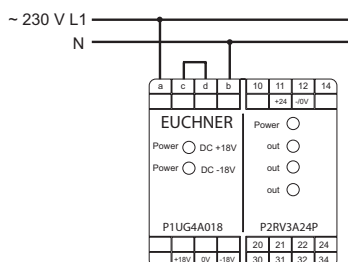 ~ 230 V L1
N
a c d b 10 11 12 14
+24 -/0V
EUCHNER
Power
Power DC +18V out
Power DC -18V out
out
P1UG4A018 P2RV3A24P
20 21 22 24
+18V 0V -18V 30 31 32 34